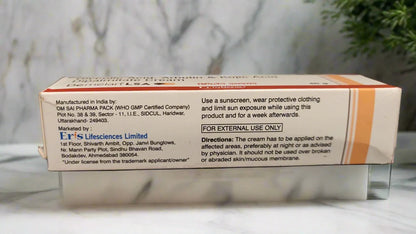 & Kojic Acid
Manufactured in India by:
OM SAI PHARMA PACK (WHO GMP Certified Company)
Plot No. 38 & 39, Sector - 11, I.I.E., SIDCUL, Haridwar,
Uttarakhand- 249403.
Marketed by :
Eris Lifesciences Limited
1st Floor, Shivarth Ambit, Opp. Janvi Bunglows,
Nr. Mann Party Plot, Sindhu Bhavan Road,
Bodakdev, Ahmedabad 380054.
"Under license from the trademark applicant/owner"
Use a sunscreen, wear protective clothing
and limit sun exposure while using this
product and for a week afterwards.
FOR EXTERNAL USE ONLY
Directions: The cream has to be applied on the
affected areas, preferably at night or as advised
by physician. It should not be used over broken
or abraded skin/mucous membrane.